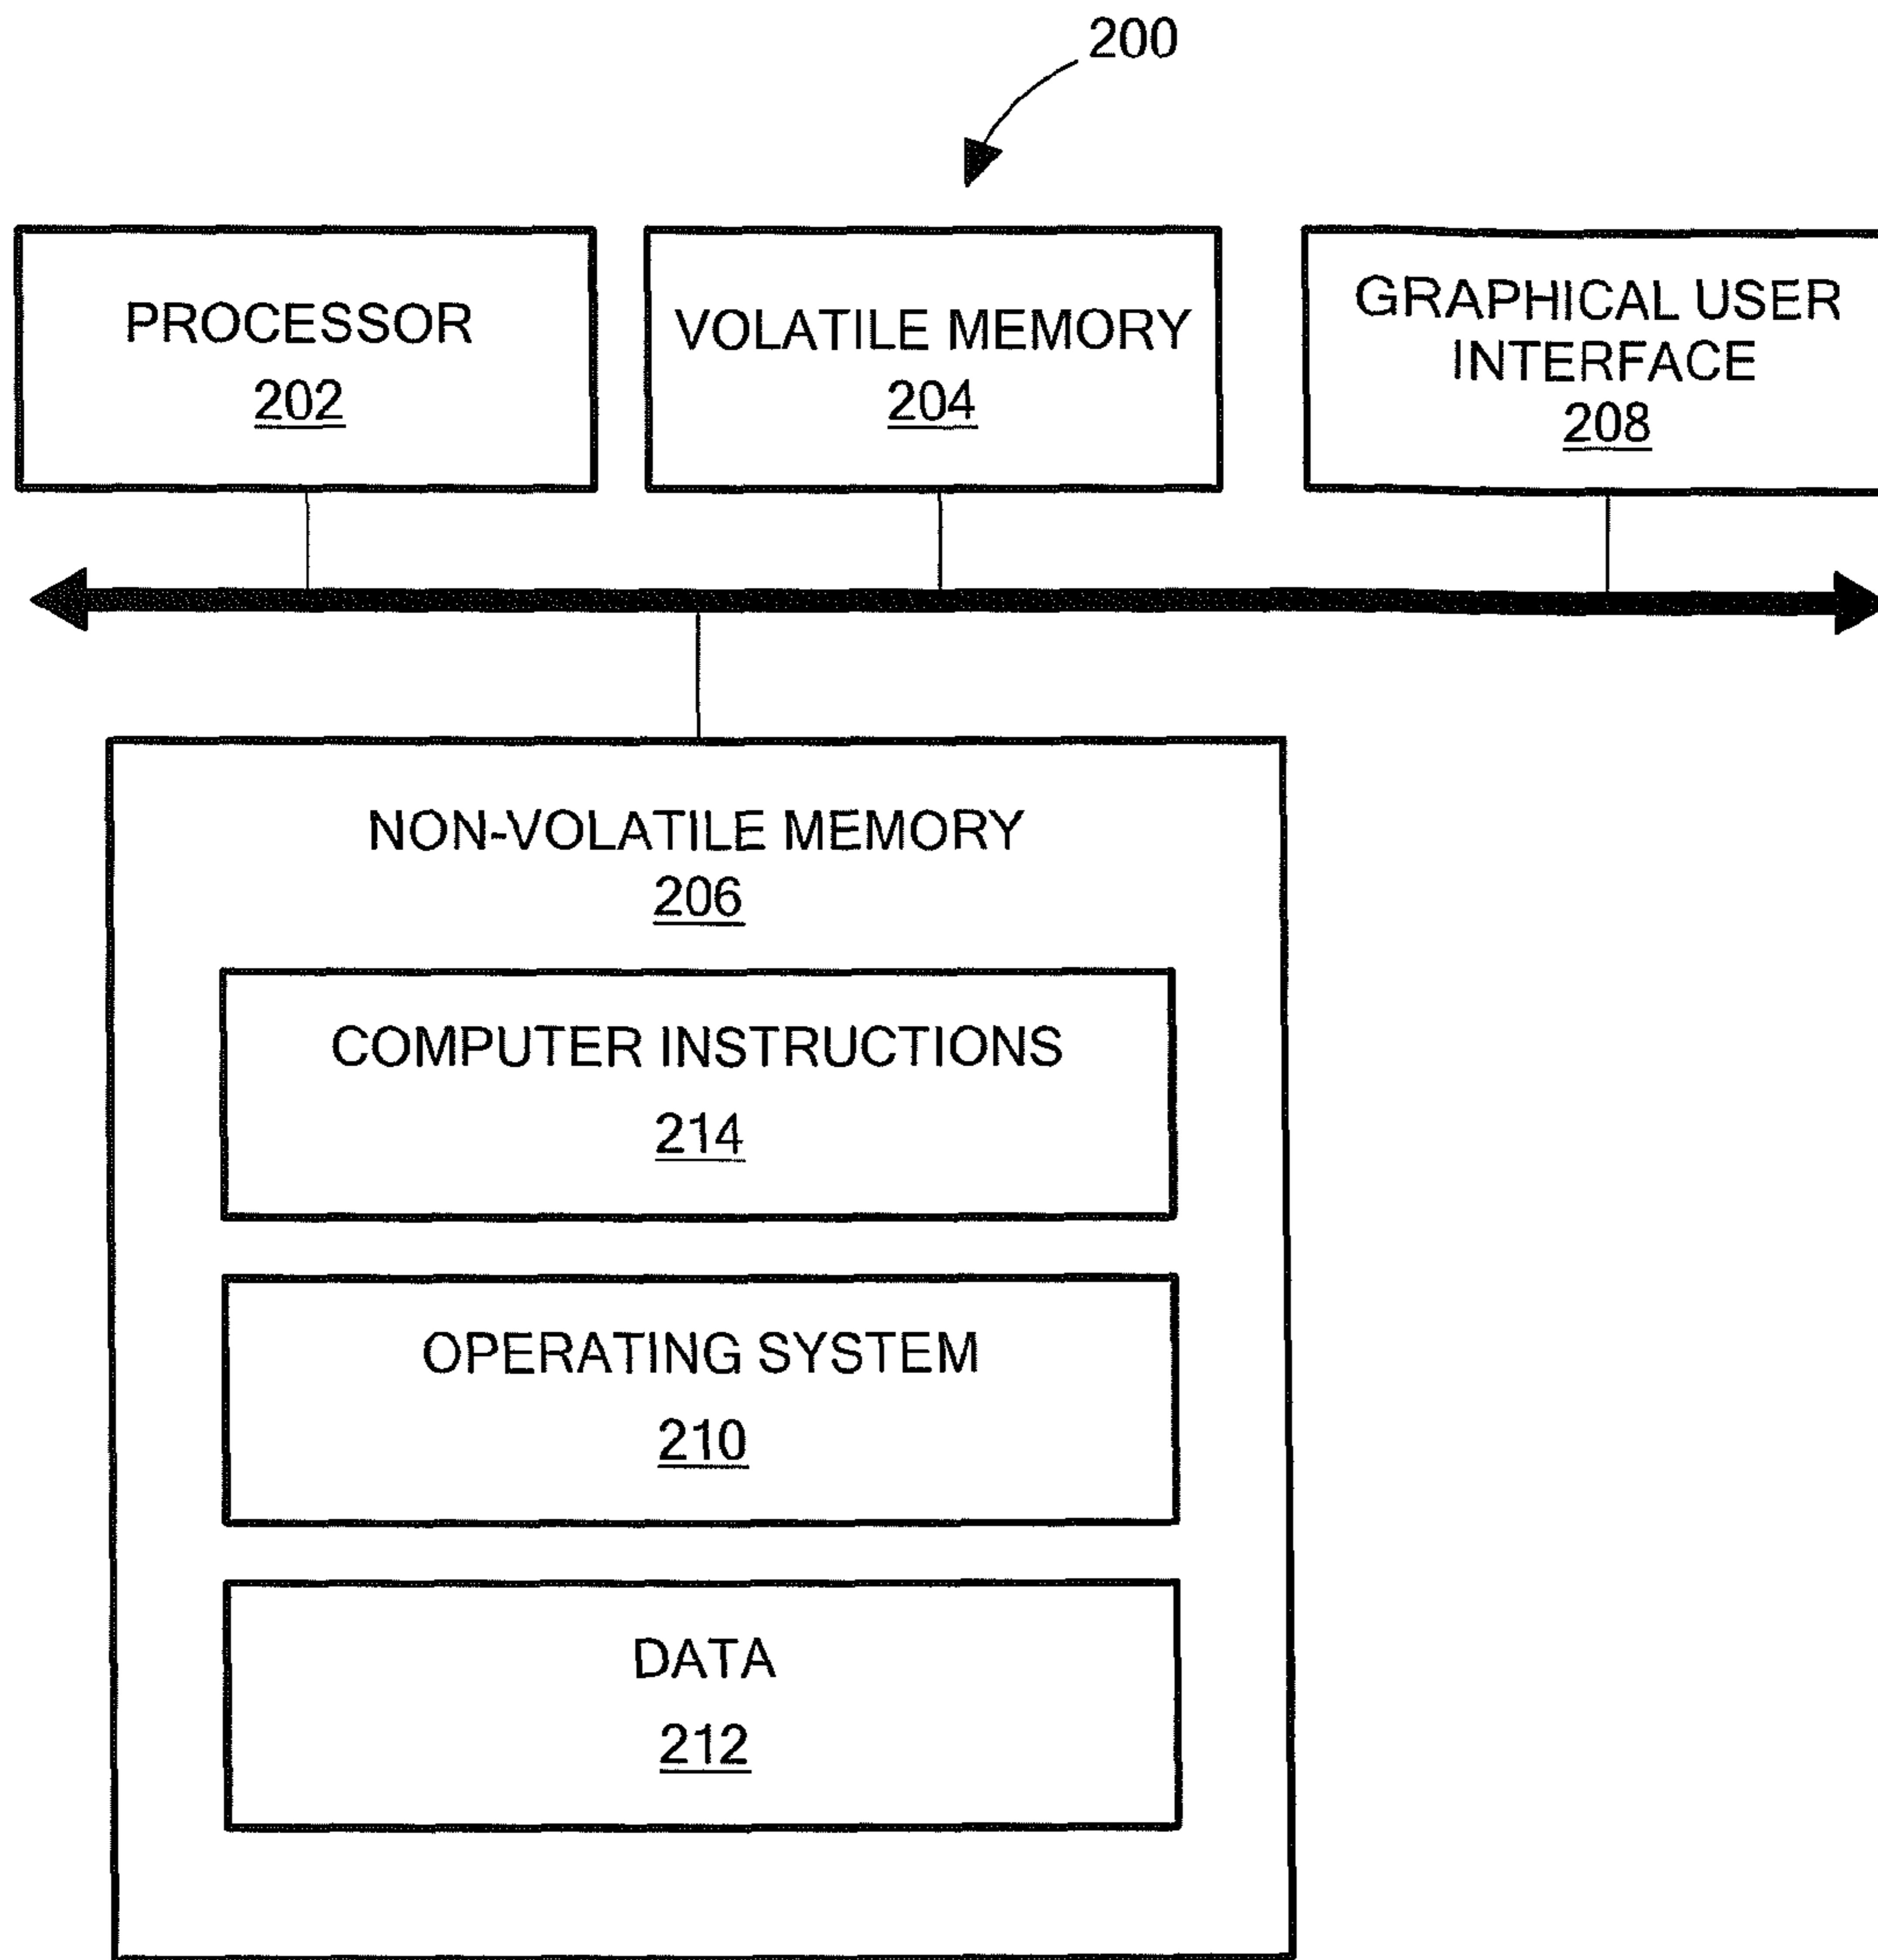 200
PROCESSOR
202
VOLATILE MEMORY
204
GRAPHICAL USER
INTERFACE
208
NON-VOLATILE MEMORY
206
COMPUTER INSTRUCTIONS
214
OPERATING SYSTEM
210
DATA
212